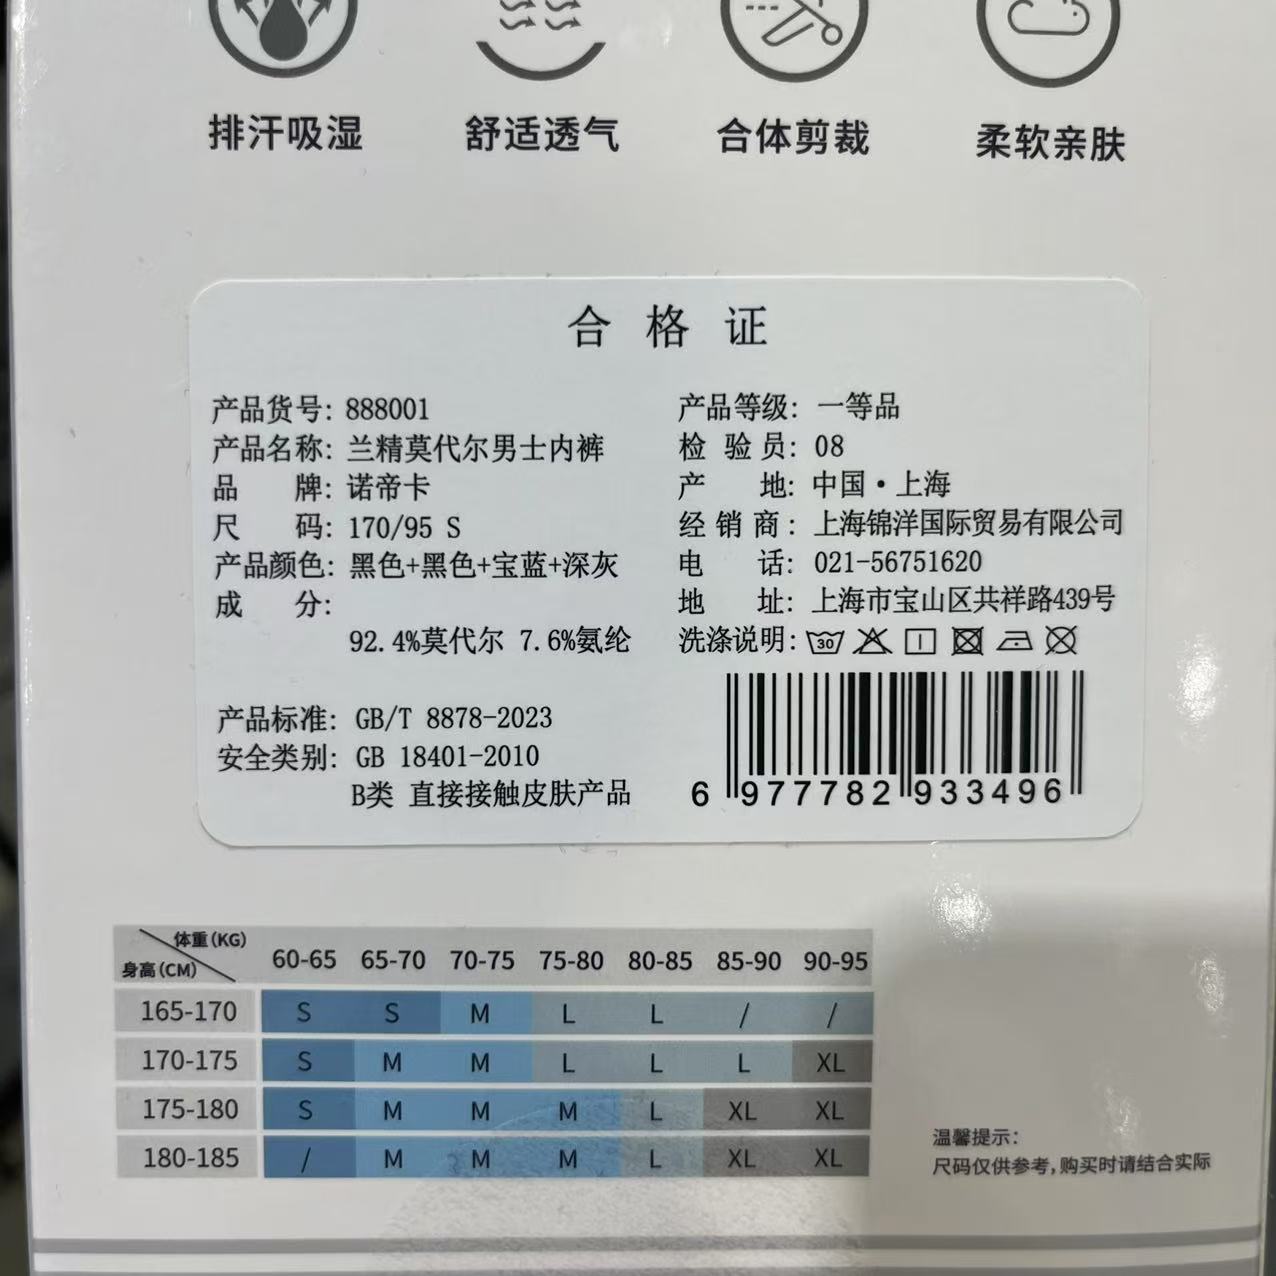 排汗吸湿 舒适透气 合体剪裁 柔软亲肤
合格证
产品货号: 888001
产品名称: 兰精莫代尔男士内裤
品 牌: 诺帝卡
尺 码: 170/95 S
产品颜色: 黑色+黑色+宝蓝+深灰
成 分:
92.4%莫代尔 7.6%氨纶
产品标准: GB/T 8878-2023
安全类别: GB 18401-2010
B类 直接接触皮肤产品
产品等级: 一等品
检 验 员: 08
产 地: 中国·上海
经 销 商: 上海锦洋国际贸易有限公司
电 话: 021-56751620
地 址: 上海市宝山区共祥路439号
洗涤说明: 30
6 977782 933496
体重(KG)
身高(CM) 60-65 65-70 70-75 75-80 80-85 85-90 90-95
165-170 S S M L L / /
170-175 S M M L L L XL
175-180 S M M M L XL XL
180-185 / M M M L XL XL
温馨提示:
尺码仅供参考,购买时请结合实际